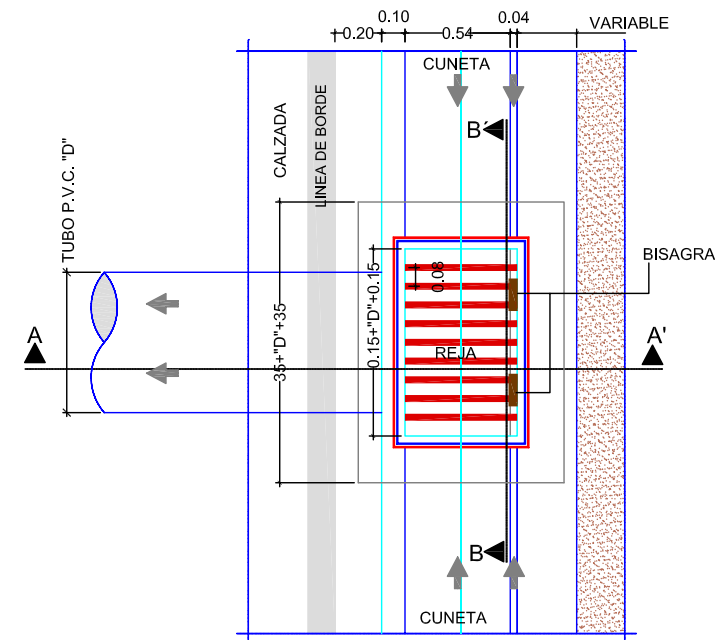 0.10
0.04
0.20
0.54
VARIABLE
CUNETA
B´
CALZADA
LINEA DE BORDE
TUBO P.V.C. "D"
BISAGRA
0.08
0.15+"D"+0.15
35+"D"+35
A
REJA
A'
B
CUNETA